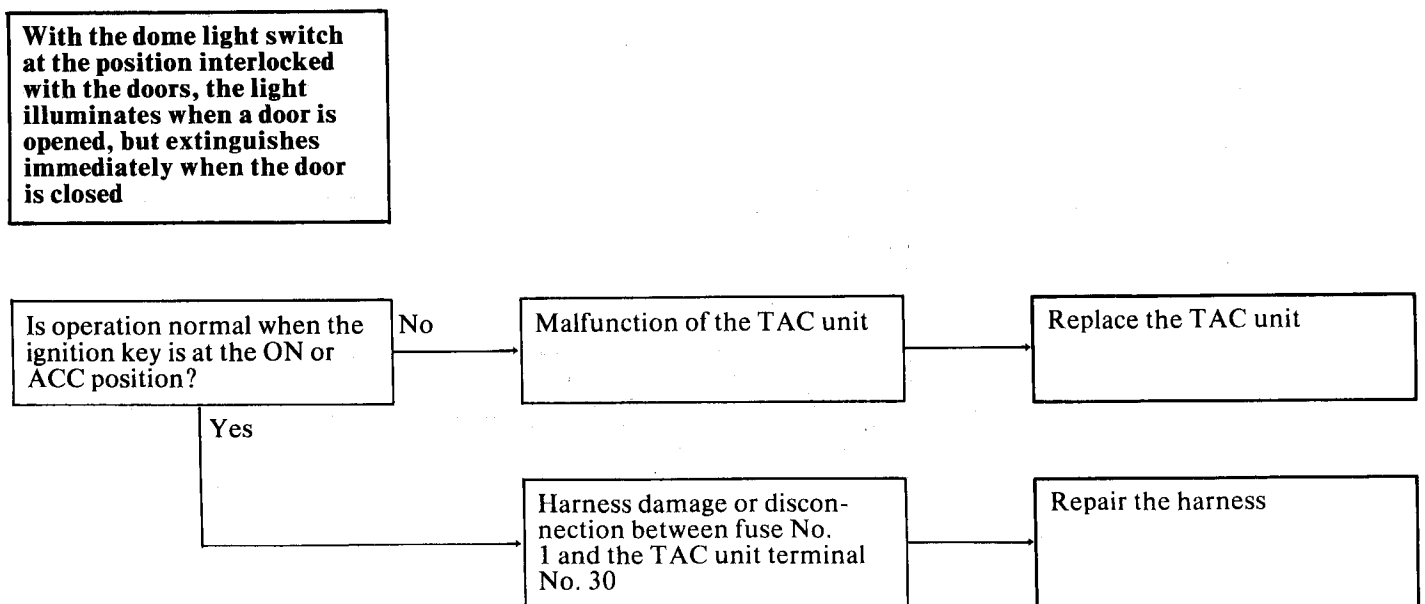 With the dome light switch
at the position interlocked
with the doors, the light
illuminates when a door is
opened, but extinguishes
immediately when the door
is closed
Is operation normal when the
ignition key is at the ON or
ACC position?
No
Malfunction of the TAC unit
Replace the TAC unit
Yes
Harness damage or discon-
nection between fuse No.
1 and the TAC unit terminal
No. 30
Repair the harness